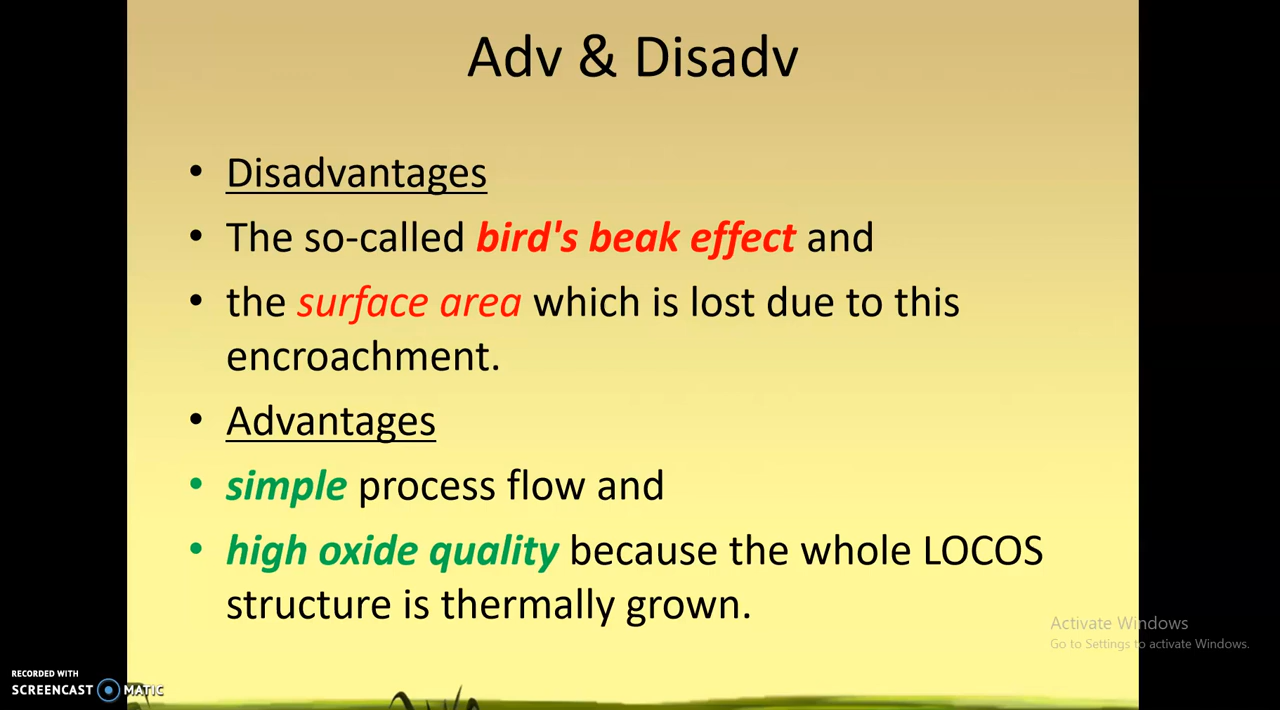 Adv & Disadv
• Disadvantages
• The so-called bird's beak effect and
• the surface area which is lost due to this
encroachment.
• Advantages
• simple process flow and
• high oxide quality because the whole LOCOS
structure is thermally grown.
Activate Windows
Go to Settings to activate Windows.
RECORDED WITH
SCREENCAST MATIC